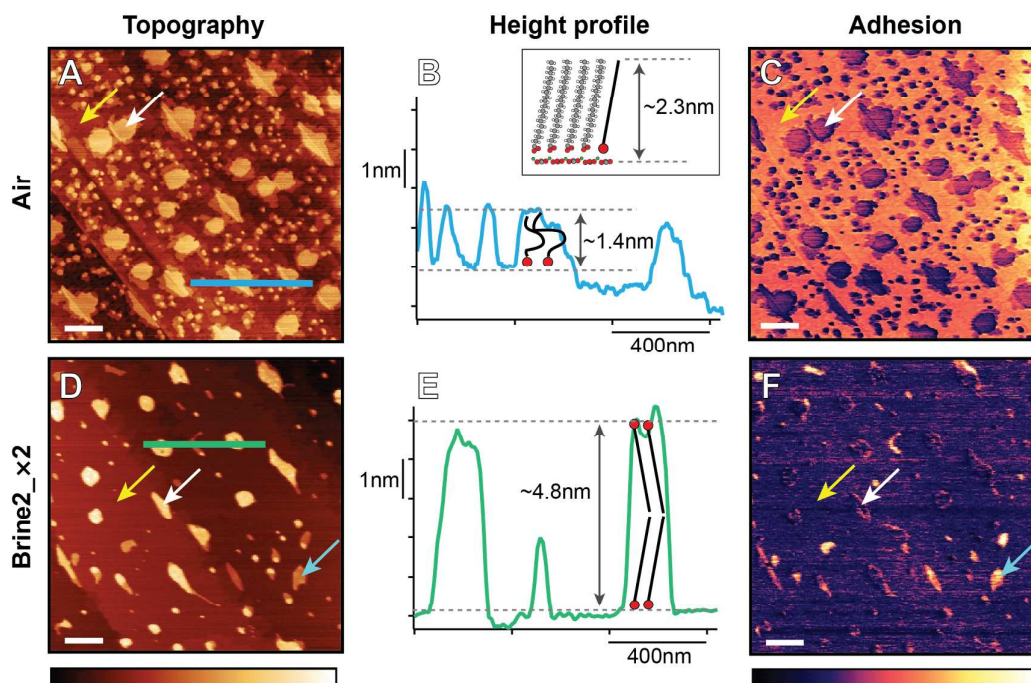 Topography
Height profile
Adhesion
Air
A
B
~2.3nm
1nm
~1.4nm
400nm
C
Brine2_×2
D
E
1nm
~4.8nm
400nm
F